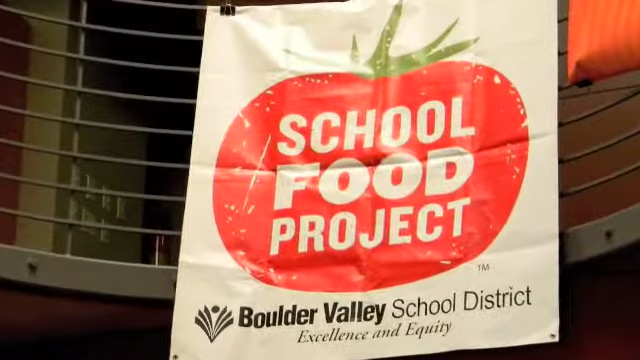 SCHOOL
FOOD
PROJECT
TM
Boulder Valley School District
Excellence and Equity